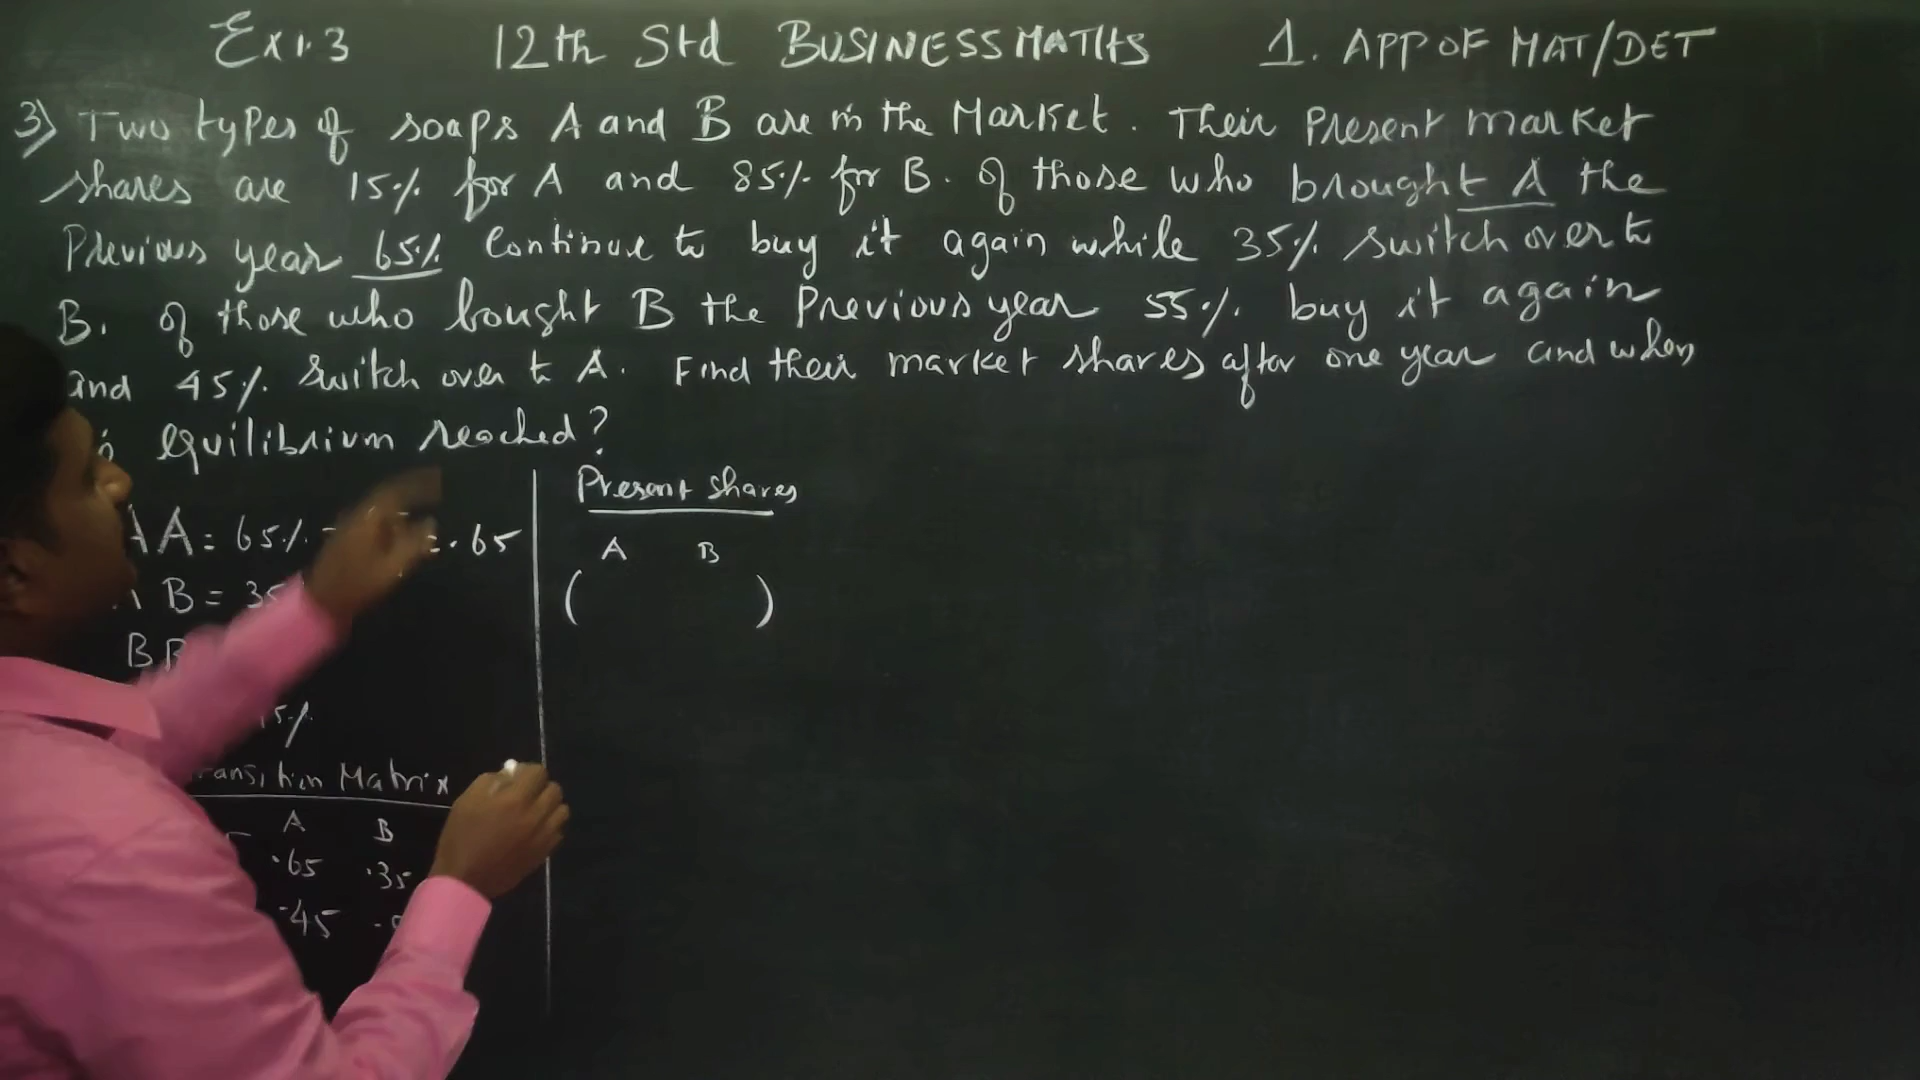 Ex 1.3 12th Std BUSINESS MATHS 1. APP OF MAT/DET
3) Two types of soaps A and B are in the Market. Their Present market
shares are 15% for A and 85% for B. Of those who brought A the
Previous year 65% Continue to buy it again while 35% switch over to
B. Of those who bought B the Previous year 55% buy it again
and 45% Switch over to A. Find their market shares after one year and when
is equilibrium reached?
Present shares
A A = 65% = .65
A B
A B = 35
( )
B B
5%
Transition Matrix
A B
.65 .35
.45